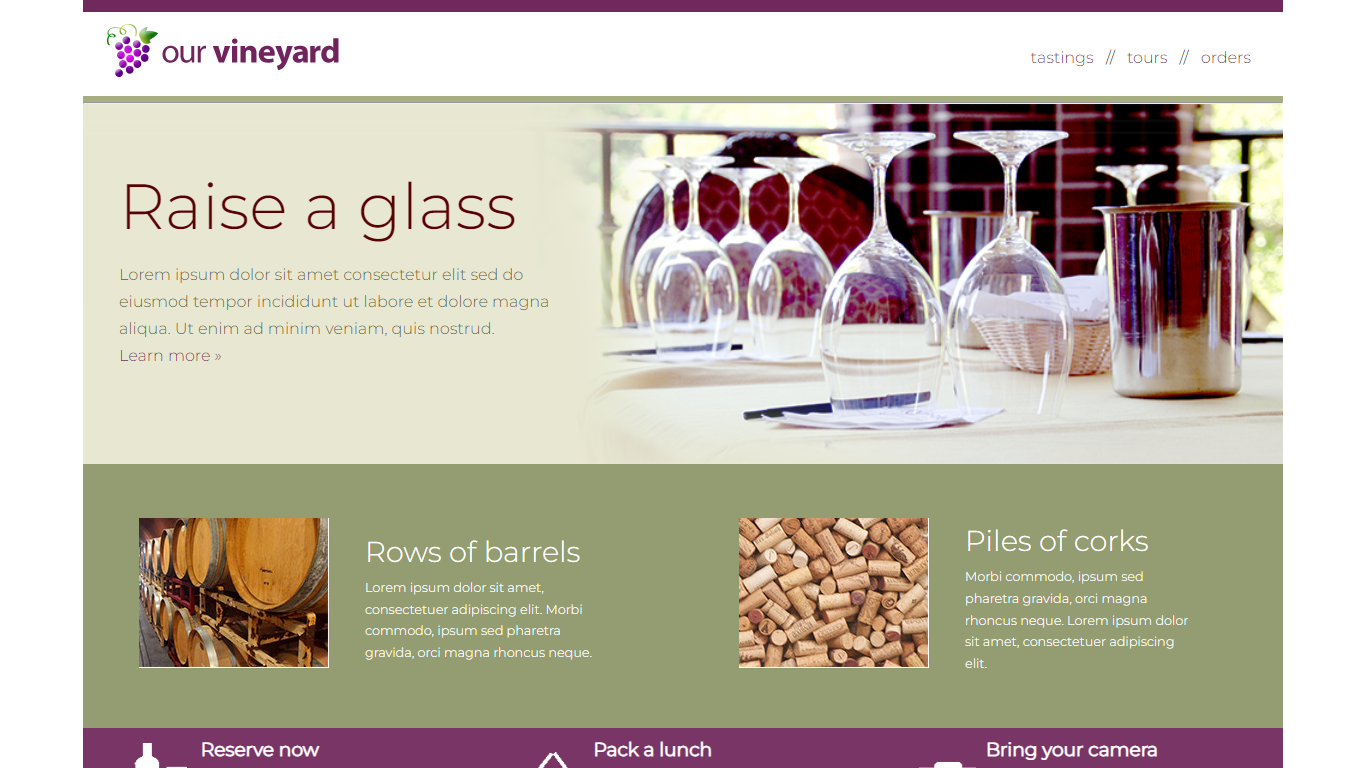 our vineyard
tastings // tours // orders
Raise a glass
Lorem ipsum dolor sit amet consectetur elit sed do
eiusmod tempor incididunt ut labore et dolore magna
aliqua. Ut enim ad minim veniam, quis nostrud.
Learn more »
Rows of barrels
Lorem ipsum dolor sit amet,
consectetuer adipiscing elit. Morbi
commodo, ipsum sed pharetra
gravida, orci magna rhoncus neque.
Piles of corks
Morbi commodo, ipsum sed
pharetra gravida, orci magna
rhoncus neque. Lorem ipsum dolor
sit amet, consectetuer adipiscing
elit.
Reserve now
Pack a lunch
Bring your camera